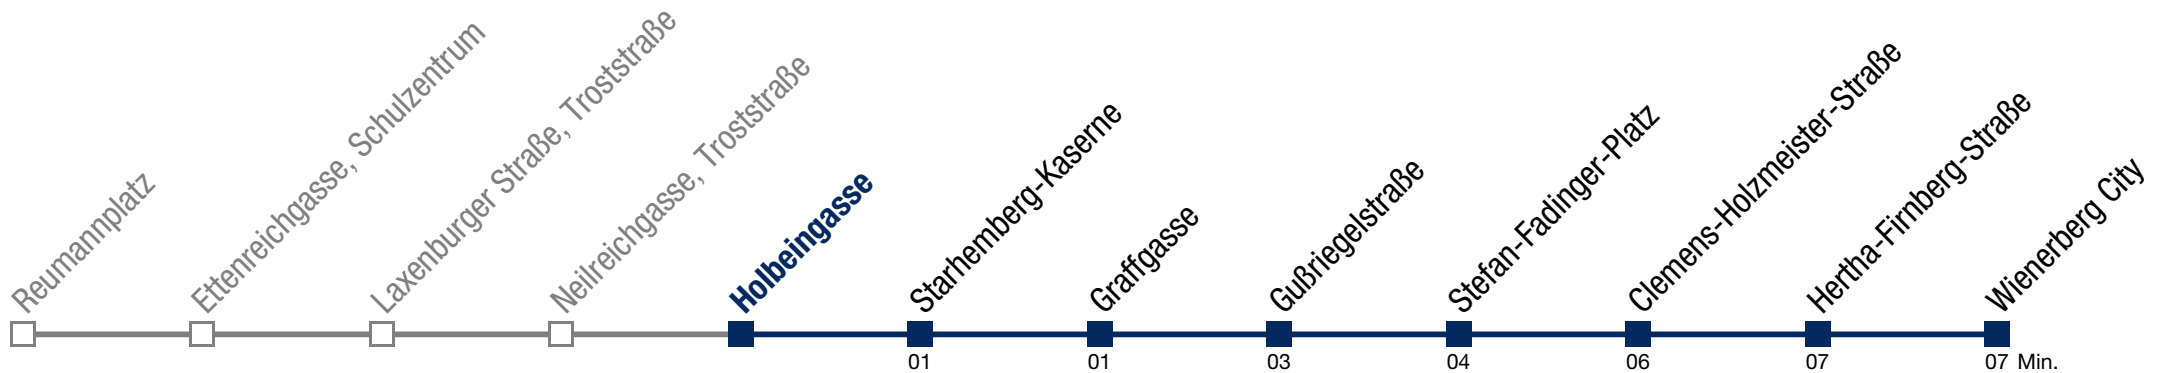 Reumannplatz
Ettenreichgasse, Schulzentrum
Laxenburger Straße, Troststraße
Neilreichgasse, Troststraße
Holbeingasse
Starhemberg-Kaserne
Graffgasse
Gußriegelstraße
Stefan-Fadinger-Platz
Clemens-Holzmeister-Straße
Hertha-Firnberg-Straße
Wienerberg City
01 01 03 04 06 07 07 Min.